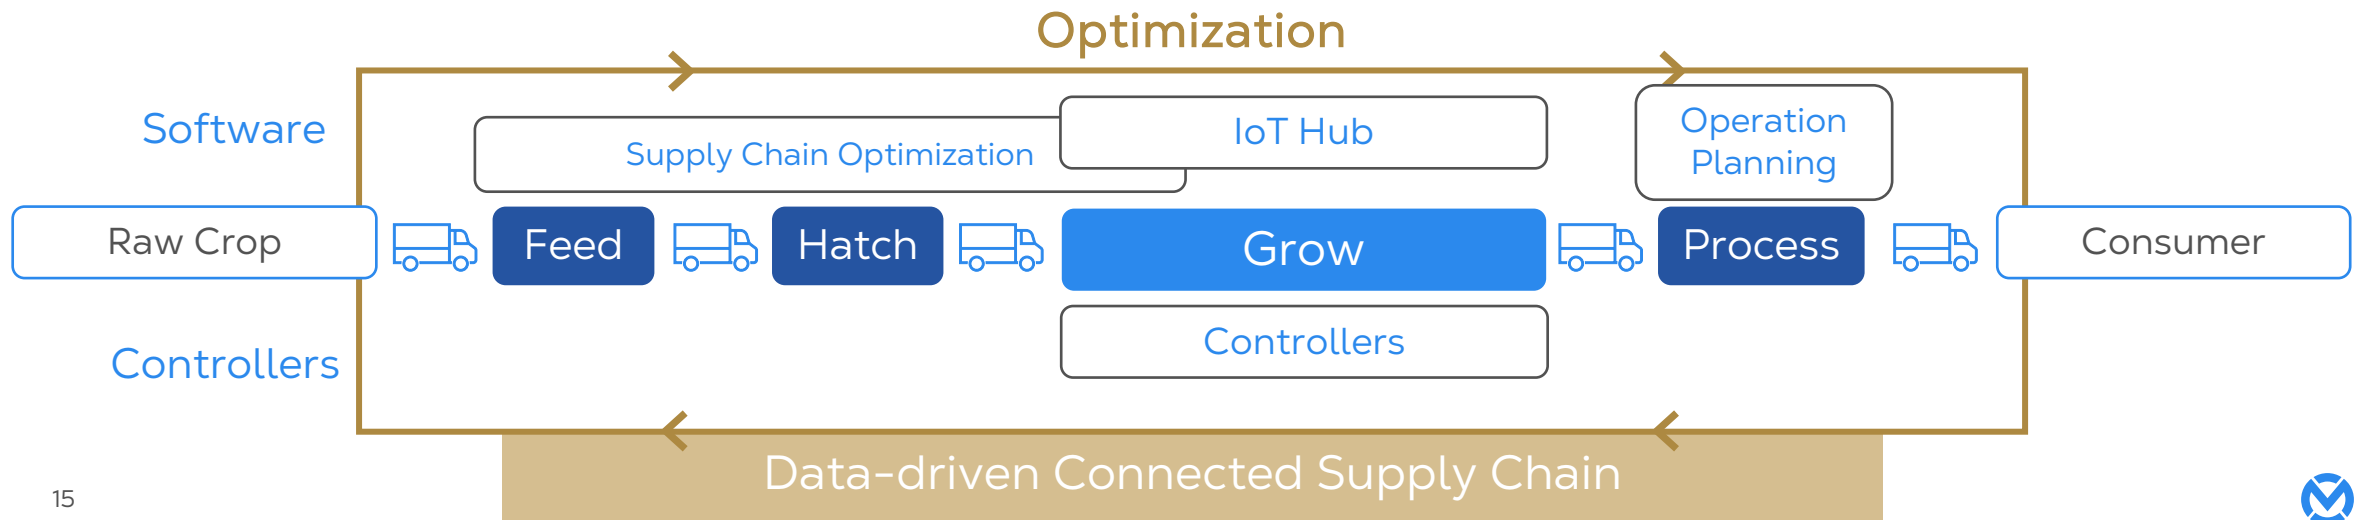 Optimization
Software
Supply Chain Optimization
IoT Hub
Operation
Planning
Raw Crop
Feed
Hatch
Grow
Process
Consumer
Controllers
Controllers
Data-driven Connected Supply Chain
15